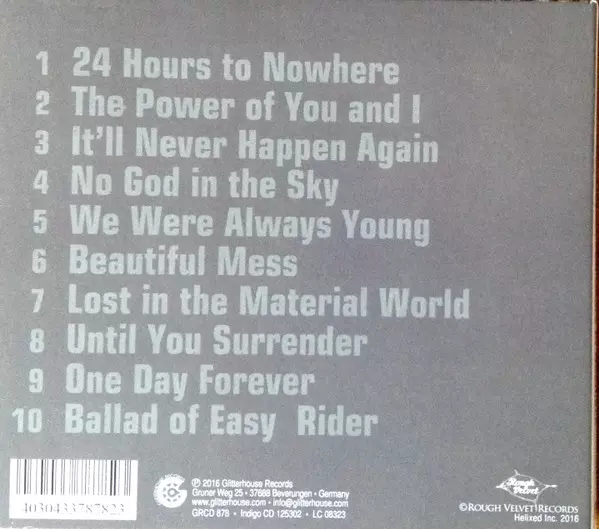 1 24 Hours to Nowhere
2 The Power of You and I
3 It'll Never Happen Again
4 No God in the Sky
5 We Were Always Young
6 Beautiful Mess
7 Lost in the Material World
8 Until You Surrender
9 One Day Forever
10 Ballad of Easy Rider
4030433787823
℗ © 2016 Glitterhouse Records
Gruner Weg 25 • 37688 Beverungen • Germany
www.glitterhouse.com • info@glitterhouse.com
GRCD 878 • Indigo CD 125302 • LC 08323
Rough
Velvet
©ROUGH VELVET RECORDS
Helixed Inc. 2016